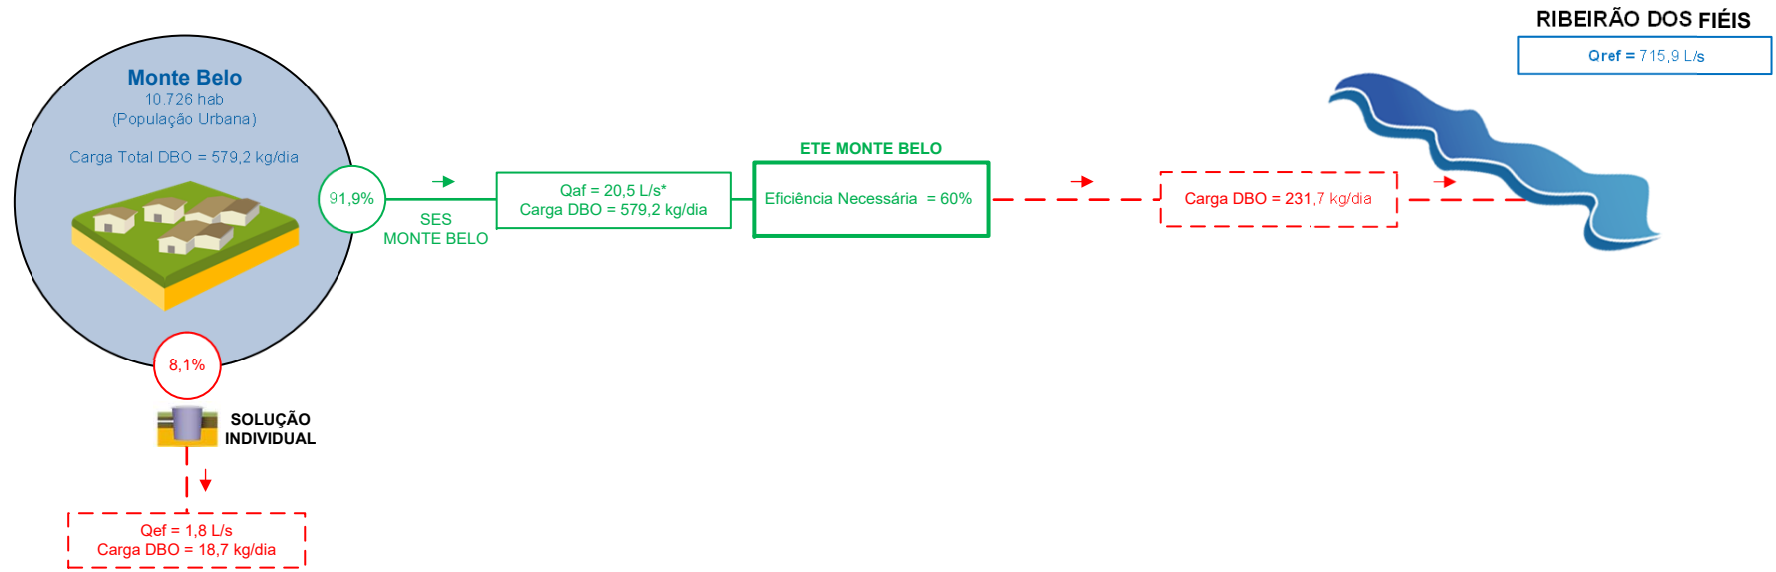 RIBEIRÃO DOS FIÉIS
Qref = 715,9 L/s
Monte Belo
10.726 hab
(População Urbana)
Carga Total DBO = 579,2 kg/dia
ETE MONTE BELO
91,9%
SES
MONTE BELO
Qaf = 20,5 L/s*
Carga DBO = 579,2 kg/dia
Eficiência Necessária = 60%
Carga DBO = 231,7 kg/dia
8,1%
SOLUÇÃO
INDIVIDUAL
Qef = 1,8 L/s
Carga DBO = 18,7 kg/dia